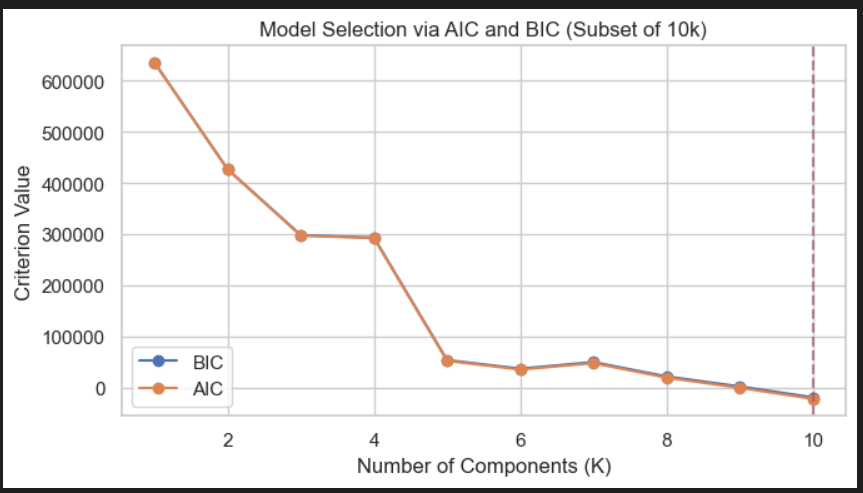 Model Selection via AIC and BIC (Subset of 10k)
600000
500000
400000
300000
200000
100000
0
Criterion Value
BIC
AIC
2 4 6 8 10
Number of Components (K)